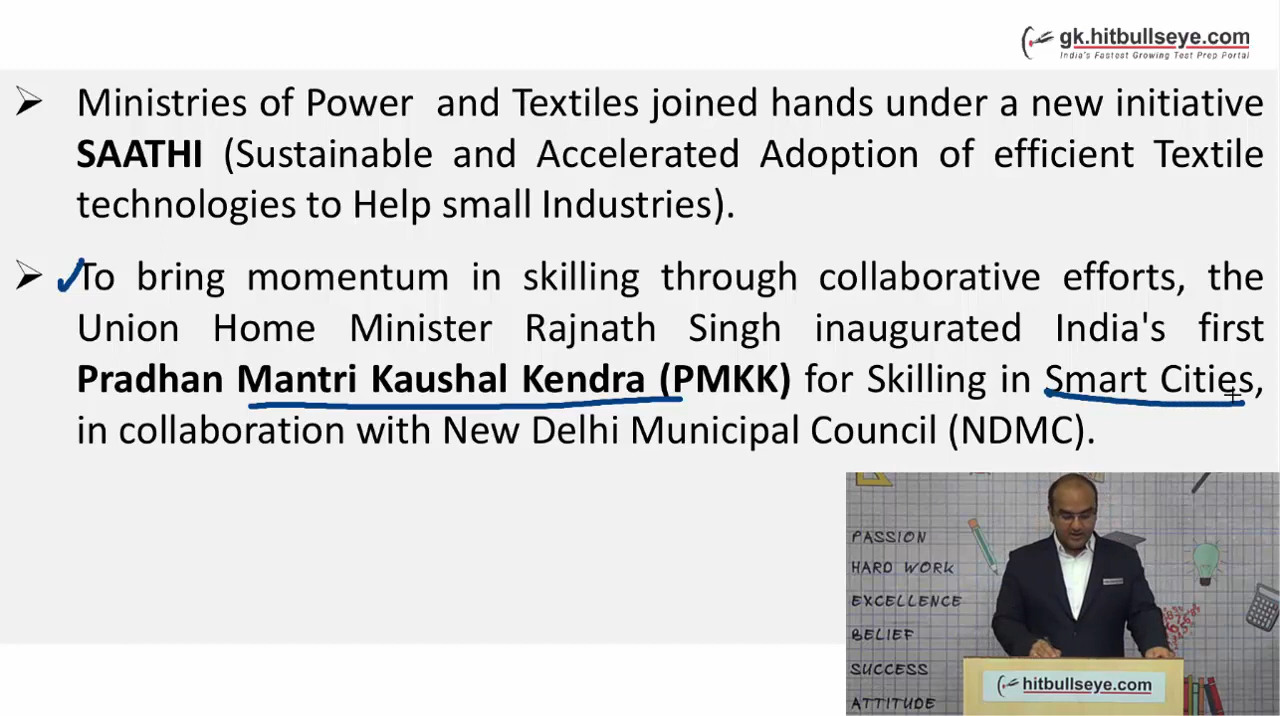 gk.hitbullseye.com
India's Fastest Growing Test Prep Portal
Ministries of Power and Textiles joined hands under a new initiative
SAATHI (Sustainable and Accelerated Adoption of efficient Textile
technologies to Help small Industries).
To bring momentum in skilling through collaborative efforts, the
Union Home Minister Rajnath Singh inaugurated India's first
Pradhan Mantri Kaushal Kendra (PMKK) for Skilling in Smart Cities,
in collaboration with New Delhi Municipal Council (NDMC).
PASSION
HARD WORK
EXCELLENCE
BELIEF
SUCCESS
ATTITUDE
hitbullseye.com